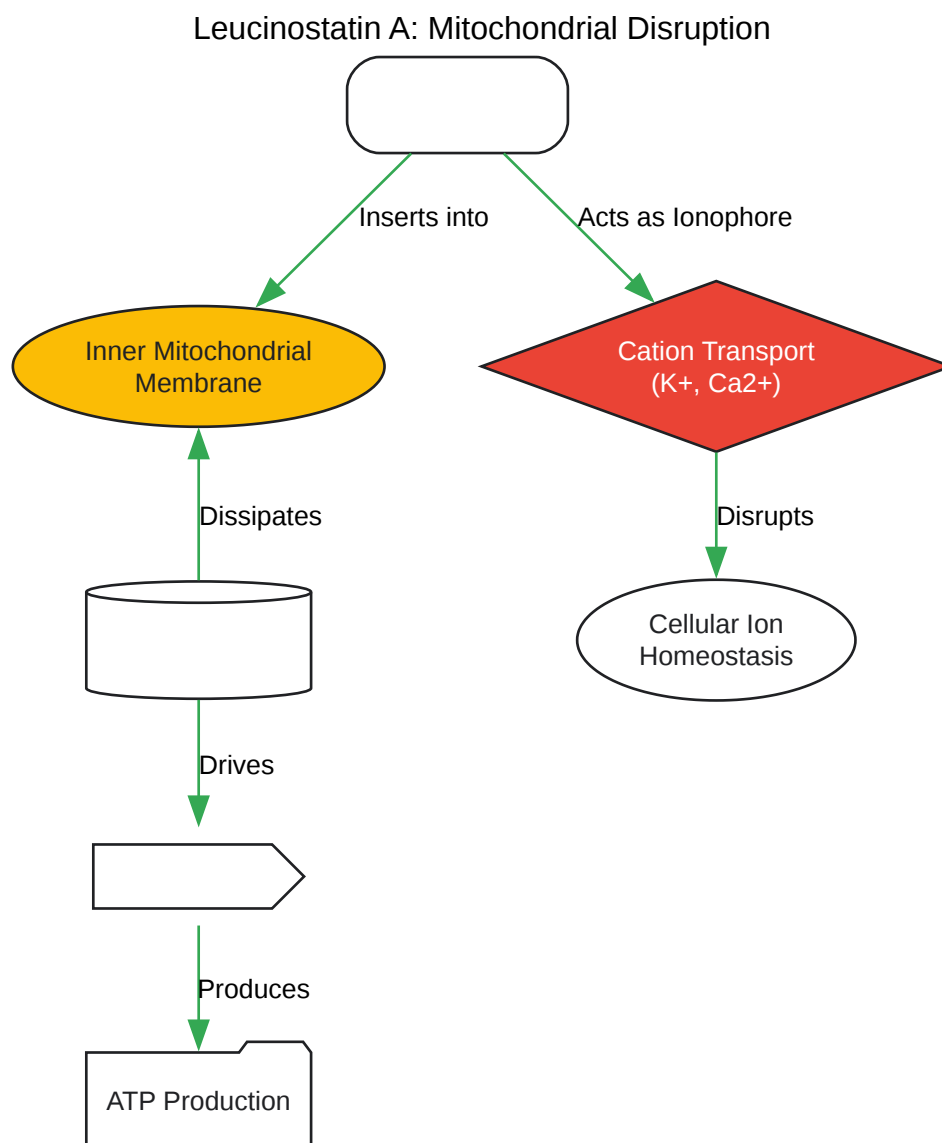 Leucinostatin A: Mitochondrial Disruption
Inserts into
Acts as Ionophore
Inner Mitochondrial
Membrane
Cation Transport
(K+, Ca2+)
Dissipates
Disrupts
Cellular Ion
Homeostasis
Drives
Produces
ATP Production